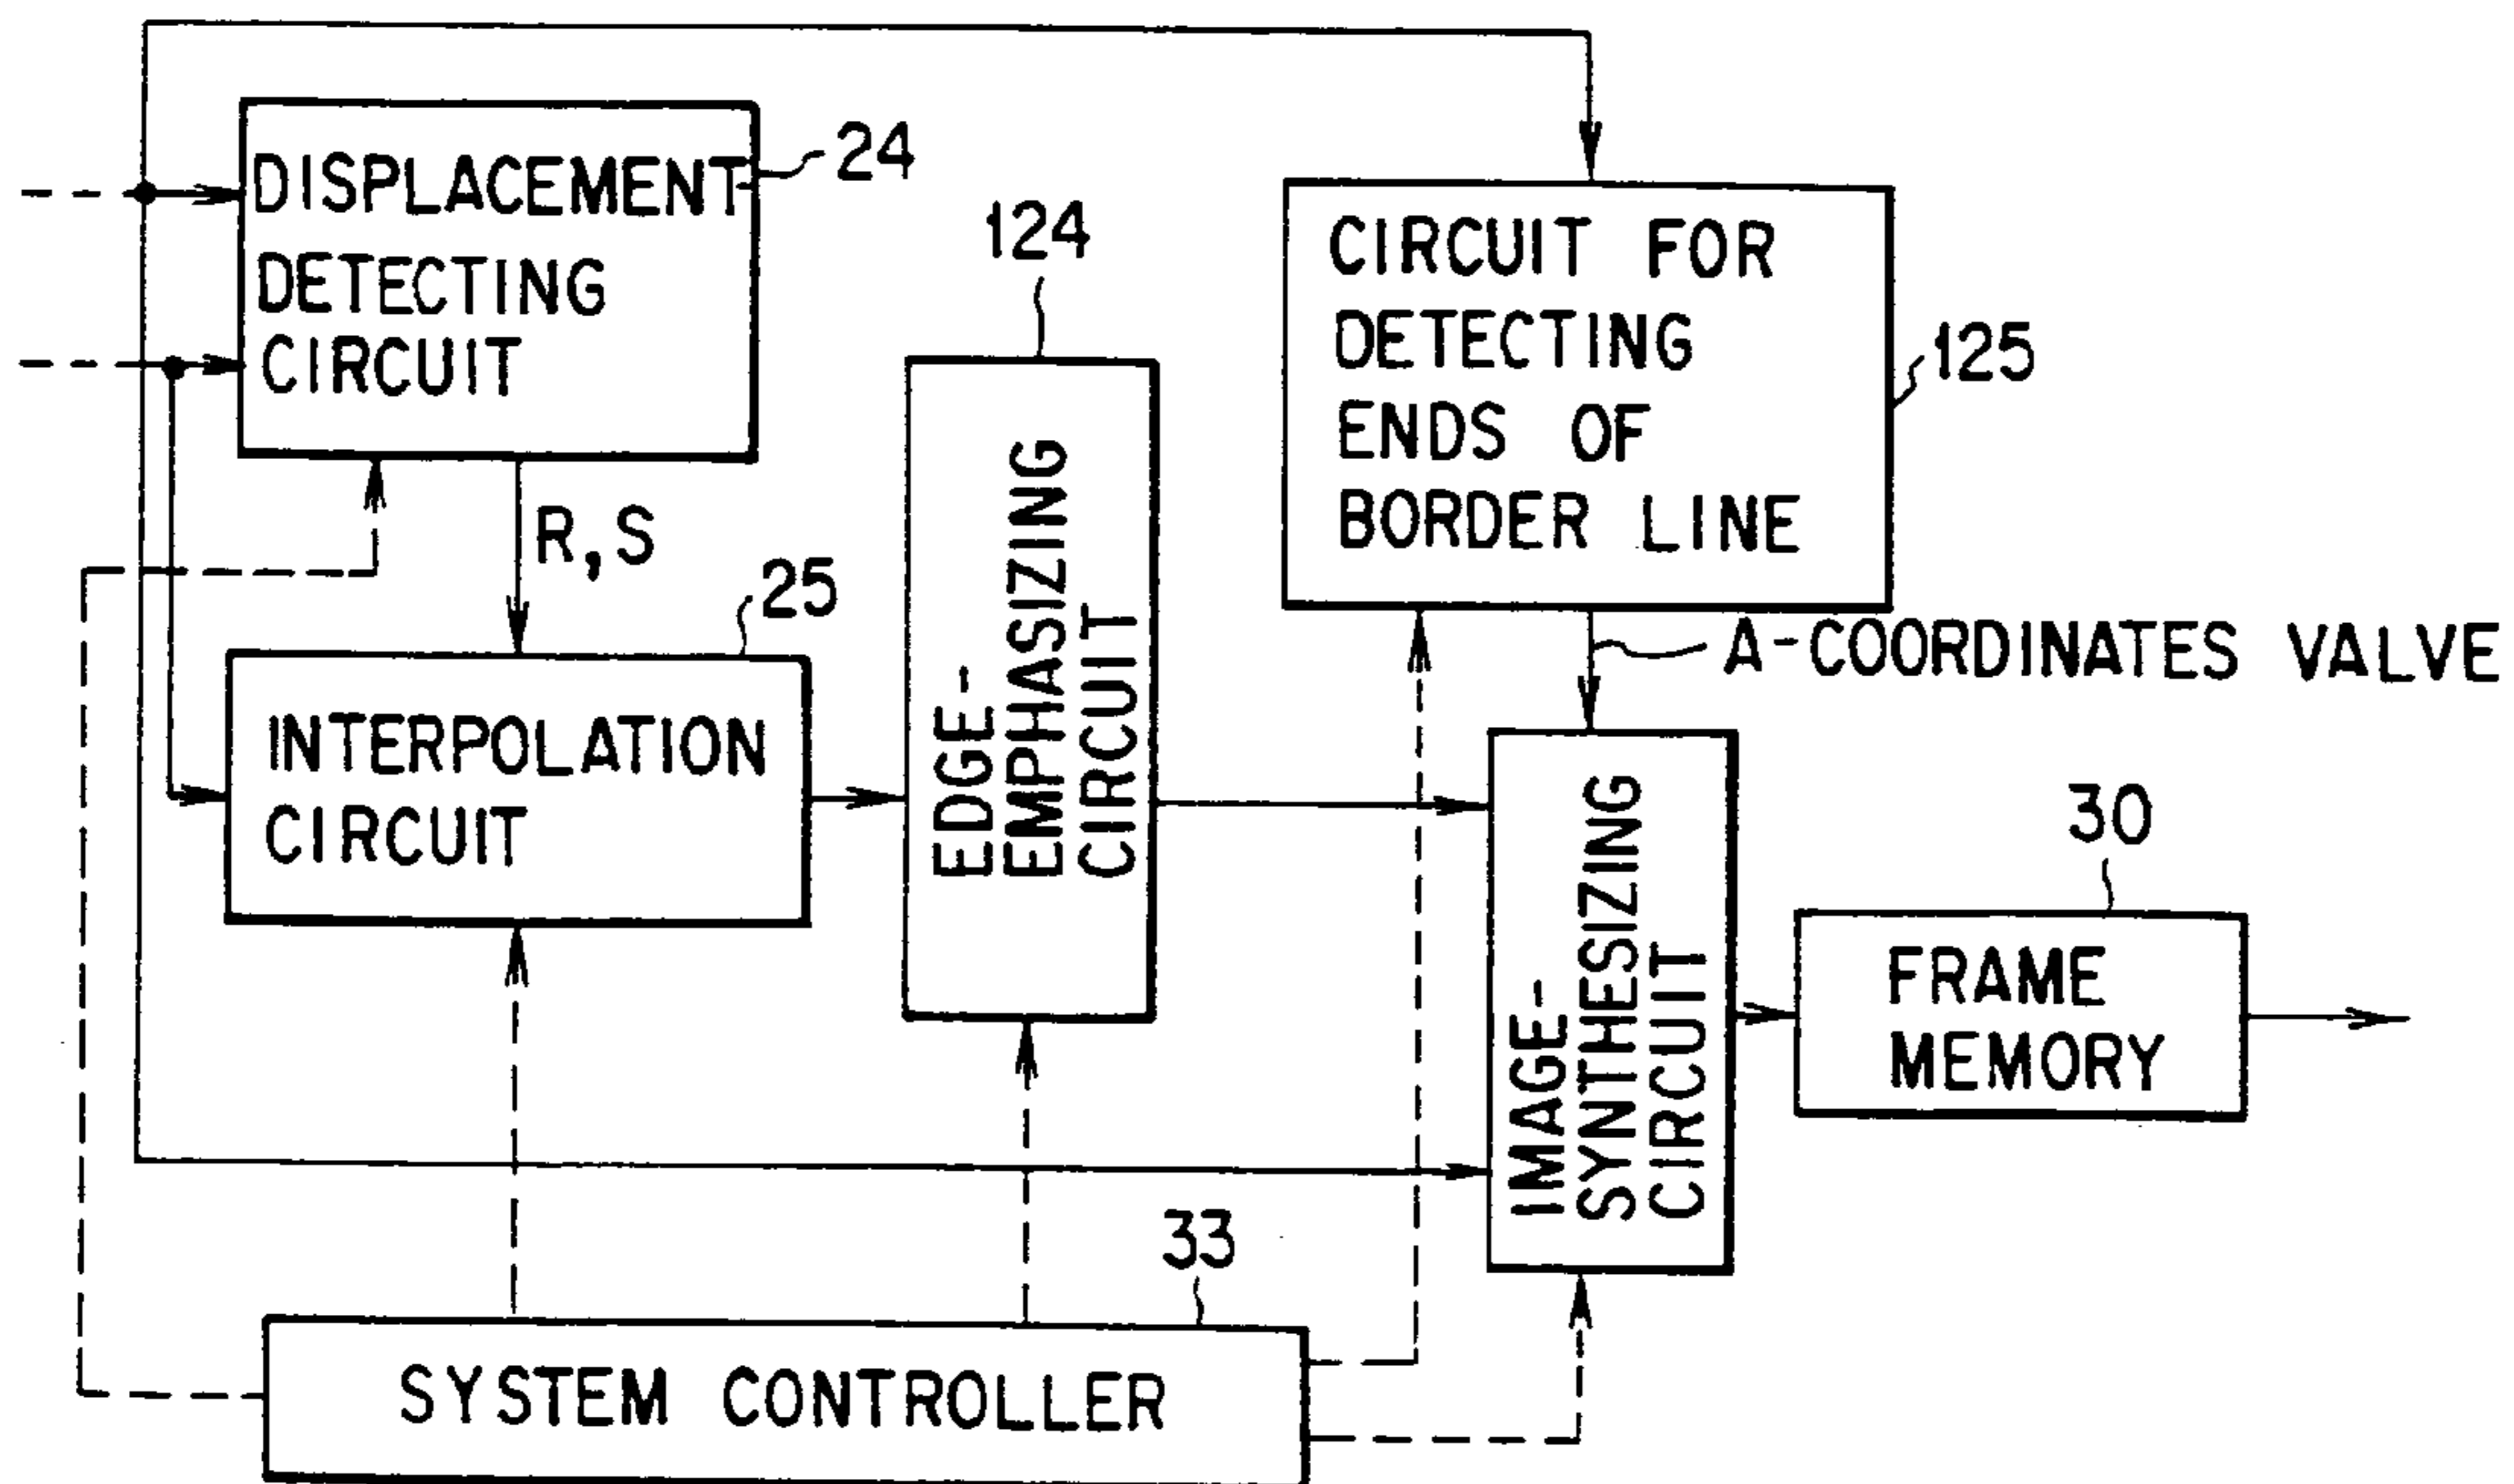 DISPLACEMENT
DETECTING
CIRCUIT
24
R,S
25
INTERPOLATION
CIRCUIT
124
EDGE-
EMPHASIZING
CIRCUIT
CIRCUIT FOR
DETECTING
ENDS OF
BORDER LINE
125
A-COORDINATES VALVE
IMAGE-
SYNTHESIZING
CIRCUIT
30
FRAME
MEMORY
33
SYSTEM CONTROLLER